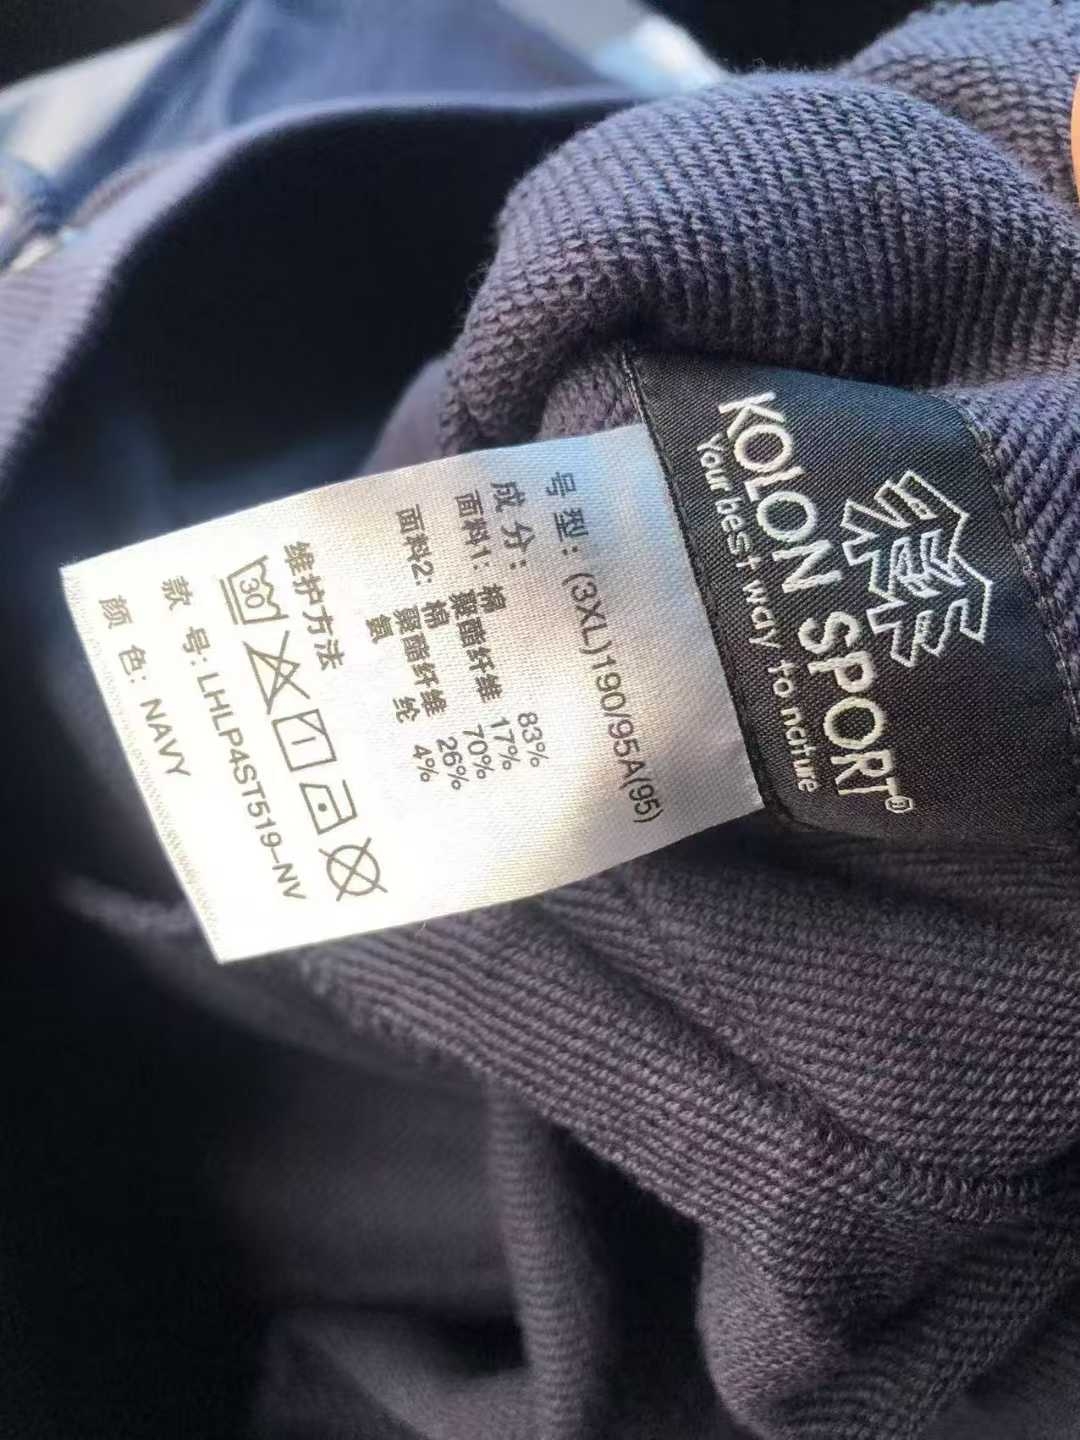 KOLON SPORT®
Your best way to nature
号型: (3XL)190/95A(95)
成分:
面料1: 棉 83%
聚酯纤维 17%
面料2: 棉 70%
聚酯纤维 26%
氨纶 4%
维护方法
30
款号: LHLP4ST519-NV
颜色: NAVY